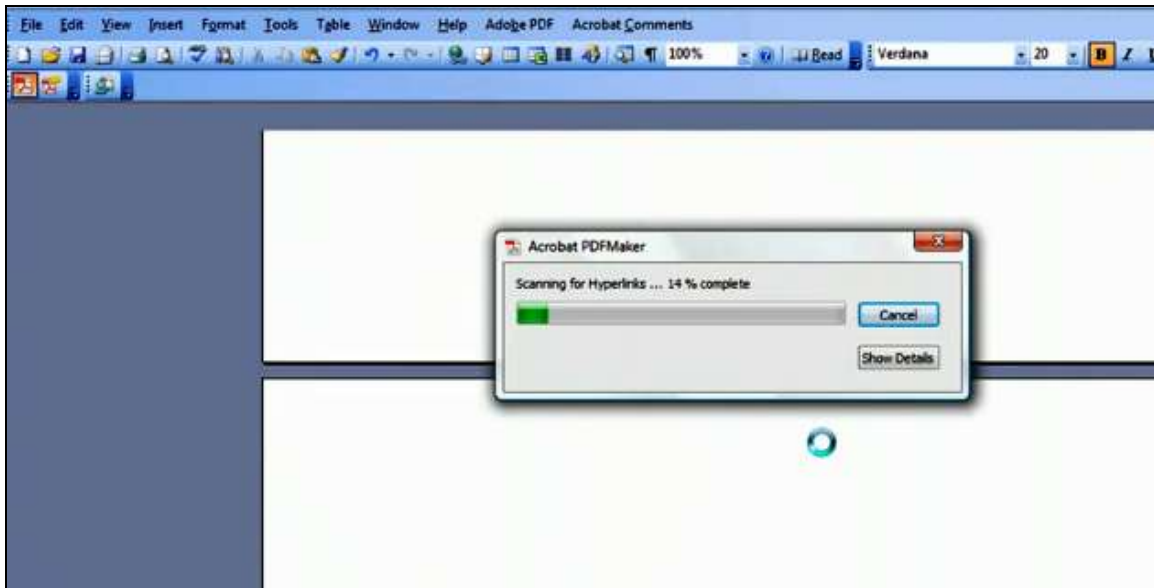 File Edit View Insert Format Tools Table Window Help Adobe PDF Acrobat Comments
100% Read Verdana 20 B I U
Acrobat PDFMaker
Scanning for Hyperlinks ... 14 % complete
Cancel
Show Details